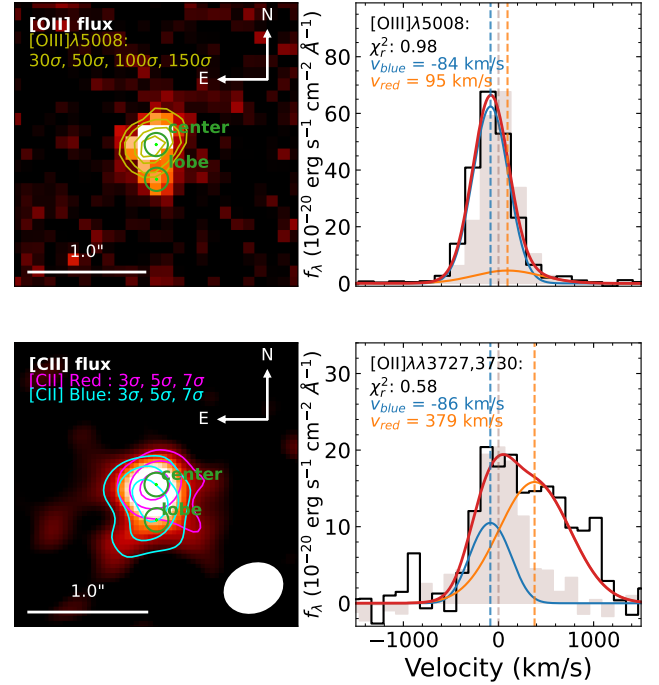 [OII] flux
[OIII]λ5008:
30σ, 50σ, 100σ, 150σ
N
E
center
lobe
1.0"
[OIII]λ5008:
χ²ᵣ: 0.98
v_blue = -84 km/s
v_red = 95 km/s
80
60
40
20
0
f_λ (10⁻²⁰ erg s⁻¹ cm⁻² Å⁻¹)
[CII] flux
[CII] Red : 3σ, 5σ, 7σ
[CII] Blue: 3σ, 5σ, 7σ
N
E
center
lobe
1.0"
[OII]λλ3727,3730:
χ²ᵣ: 0.58
v_blue = -86 km/s
v_red = 379 km/s
30
20
10
0
f_λ (10⁻²⁰ erg s⁻¹ cm⁻² Å⁻¹)
−1000 0 1000
Velocity (km/s)